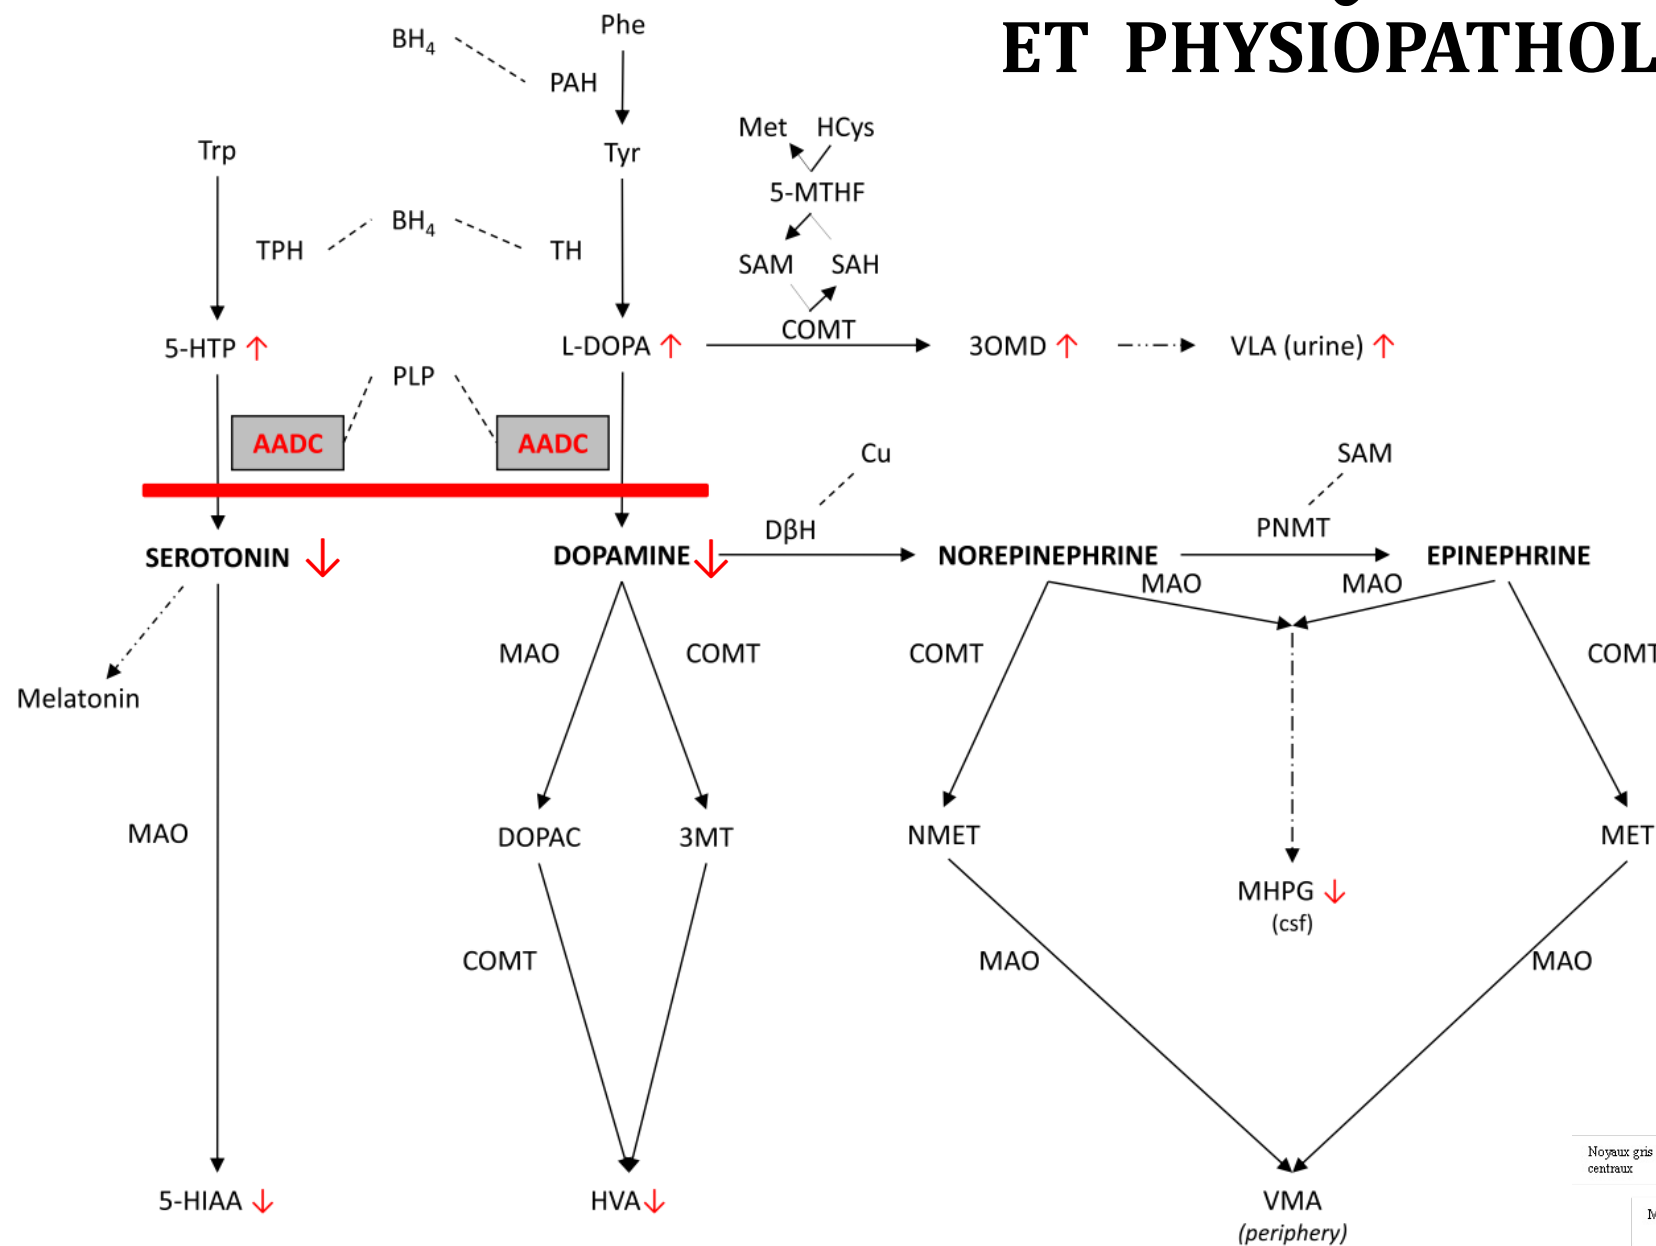 ET PHYSIOPATHOL
Phe
BH4
PAH
Met HCys
Trp
Tyr
5-MTHF
BH4
TPH
TH
SAM SAH
COMT
5-HTP ↑
L-DOPA ↑
3OMD ↑
VLA (urine) ↑
PLP
AADC
AADC
Cu
SAM
DβH
PNMT
SEROTONIN ↓
DOPAMINE ↓
NOREPINEPHRINE
EPINEPHRINE
MAO
MAO
MAO
COMT
COMT
COMT
Melatonin
MAO
DOPAC
3MT
NMET
MET
MHPG ↓
(csf)
COMT
MAO
MAO
Noyaux gris
centraux
5-HIAA ↓
HVA ↓
VMA
(periphery)